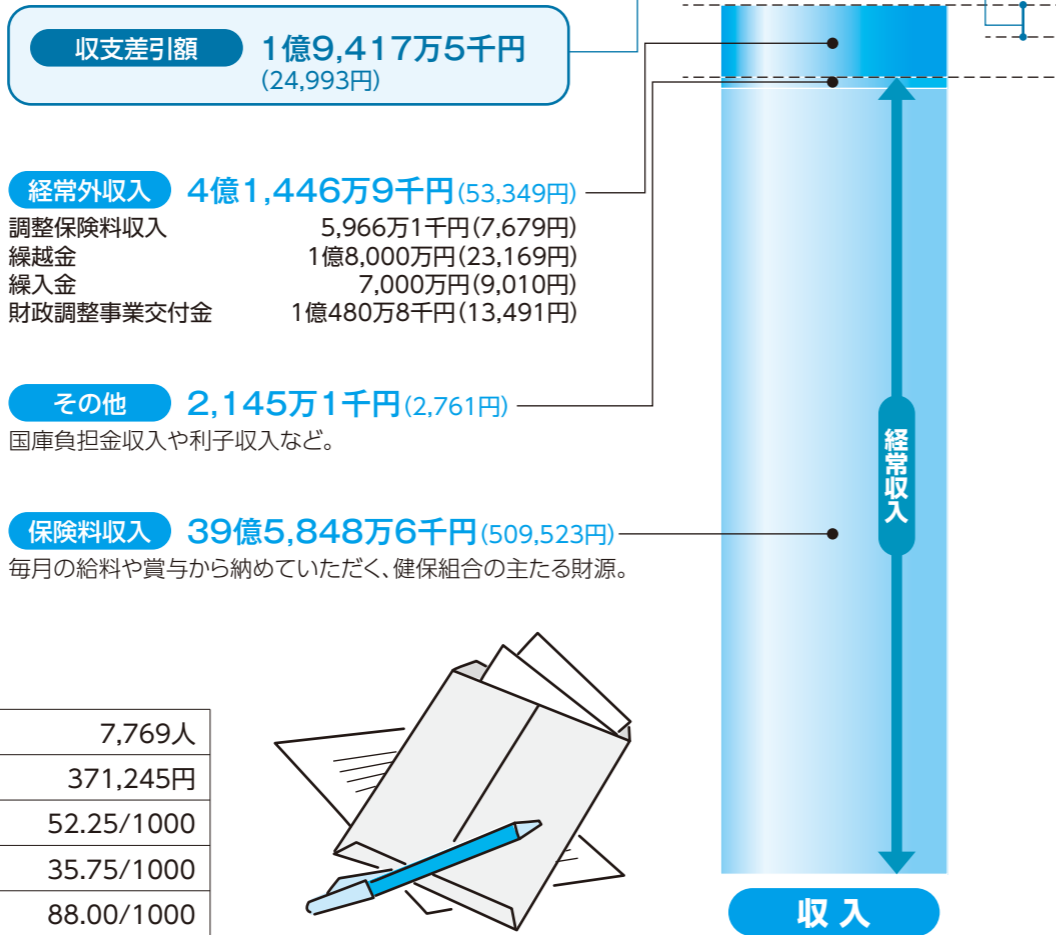 収支差引額 1億9,417万5千円
(24,993円)
経常外収入 4億1,446万9千円(53,349円)
調整保険料収入 5,966万1千円(7,679円)
繰越金 1億8,000万円(23,169円)
繰入金 7,000万円(9,010円)
財政調整事業交付金 1億480万8千円(13,491円)
その他 2,145万1千円(2,761円)
国庫負担金収入や利子収入など。
保険料収入 39億5,848万6千円(509,523円)
毎月の給料や賞与から納めていただく、健保組合の主たる財源。
経常収入
7,769人
371,245円
52.25/1000
35.75/1000
88.00/1000
収入